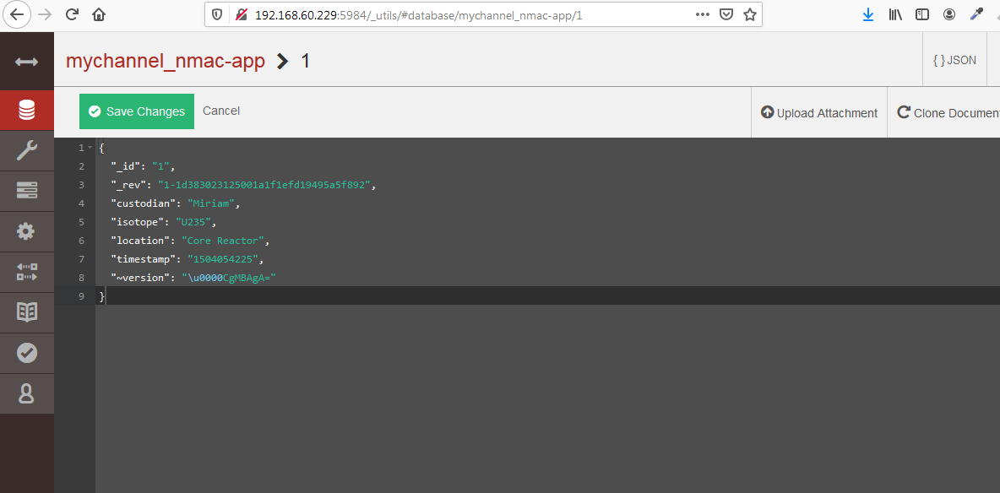 192.168.60.229:5984/_utils/#database/mychannel_nmac-app/1
mychannel_nmac-app > 1
{ } JSON
Save Changes
Cancel
Upload Attachment
Clone Documen
1 {
2 "_id": "1",
3 "_rev": "1-1d383023125001a1f1efd19495a5f892",
4 "custodian": "Miriam",
5 "isotope": "U235",
6 "location": "Core Reactor",
7 "timestamp": "1504054225",
8 "~version": "\u0000CgMBAgA="
9 }